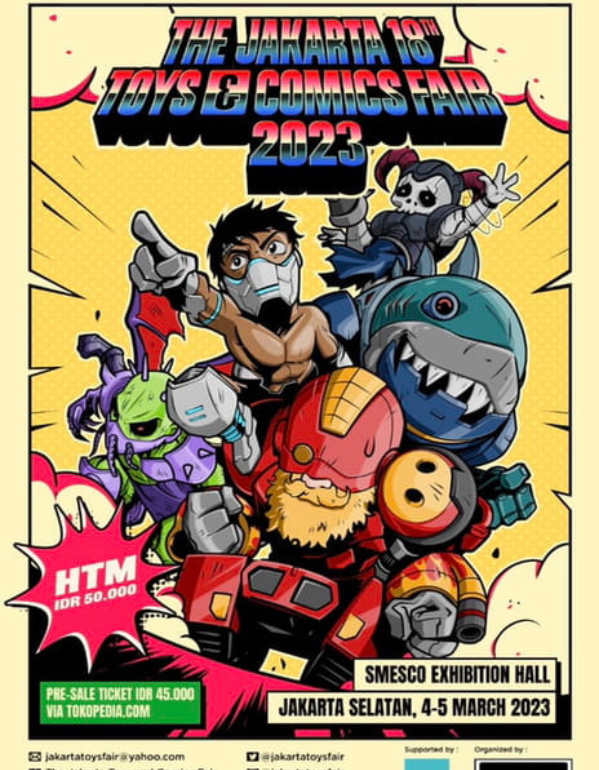 THE JAKARTA 18TH
TOYS & COMICS FAIR
2023
HTM
IDR 50.000
SMESCO EXHIBITION HALL
PRE-SALE TICKET IDR 45.000
VIA TOKOPEDIA.COM
JAKARTA SELATAN, 4-5 MARCH 2023
jakartatoysfair@yahoo.com
@jakartatoysfair
Supported by :
Organized by :